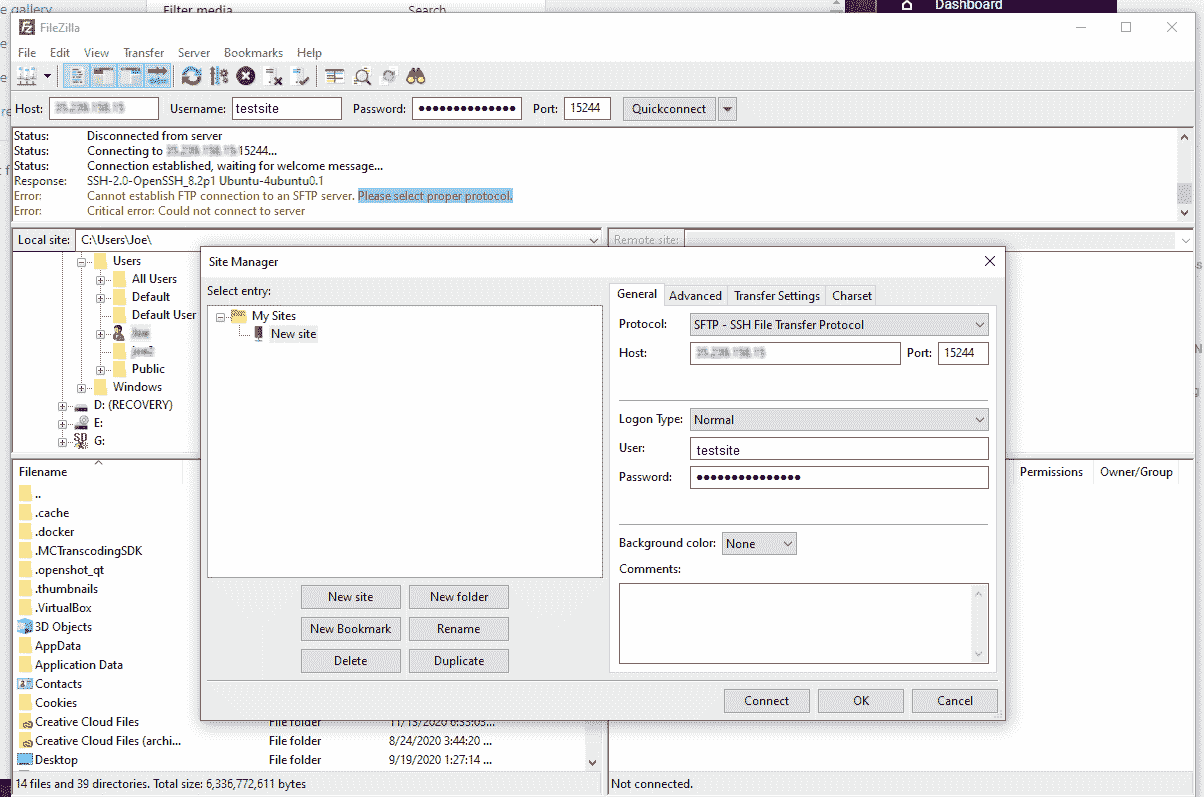 gallery
Filter media
Search
Dashboard
FileZilla
File Edit View Transfer Server Bookmarks Help
Host: Username: testsite Password: ●●●●●●●●●●●●●● Port: 15244 Quickconnect
Status: Disconnected from server
Status: Connecting to 15244...
Status: Connection established, waiting for welcome message...
Response: SSH-2.0-OpenSSH_8.2p1 Ubuntu-4ubuntu0.1
Error: Cannot establish FTP connection to an SFTP server. Please select proper protocol.
Error: Critical error: Could not connect to server
Local site: C:\Users\Joe\
Remote site:
Users
All Users
Default
Default User
Public
Windows
D: (RECOVERY)
E:
G:
Site Manager
Select entry:
My Sites
New site
New site New folder
New Bookmark Rename
Delete Duplicate
General Advanced Transfer Settings Charset
Protocol: SFTP - SSH File Transfer Protocol
Host: Port: 15244
Logon Type: Normal
User: testsite
Password: ●●●●●●●●●●●●●●●
Background color: None
Comments:
Connect OK Cancel
Filename
Permissions Owner/Group
..
.cache
.docker
.MCTranscodingSDK
.openshot_qt
.thumbnails
.VirtualBox
3D Objects
AppData
Application Data
Contacts
Cookies
Creative Cloud Files File folder 11/13/2020 6:33:03...
Creative Cloud Files (archi... File folder 8/24/2020 3:44:20 ...
Desktop File folder 9/19/2020 1:27:14 ...
14 files and 39 directories. Total size: 6,336,772,611 bytes
Not connected.